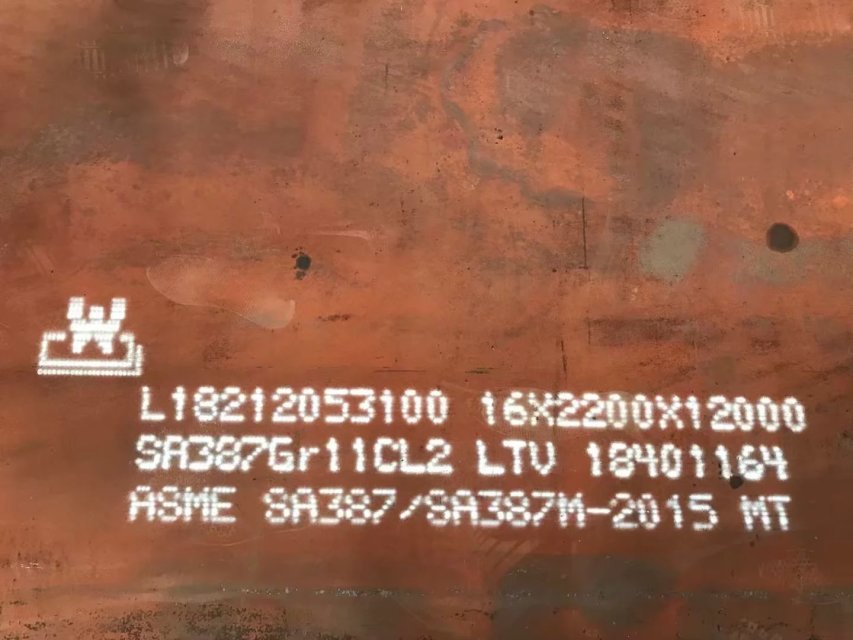 L18212053100 16X2200X12000
SA387Gr11CL2 LTV 18401164
ASME SA387/SA387M-2015 MT